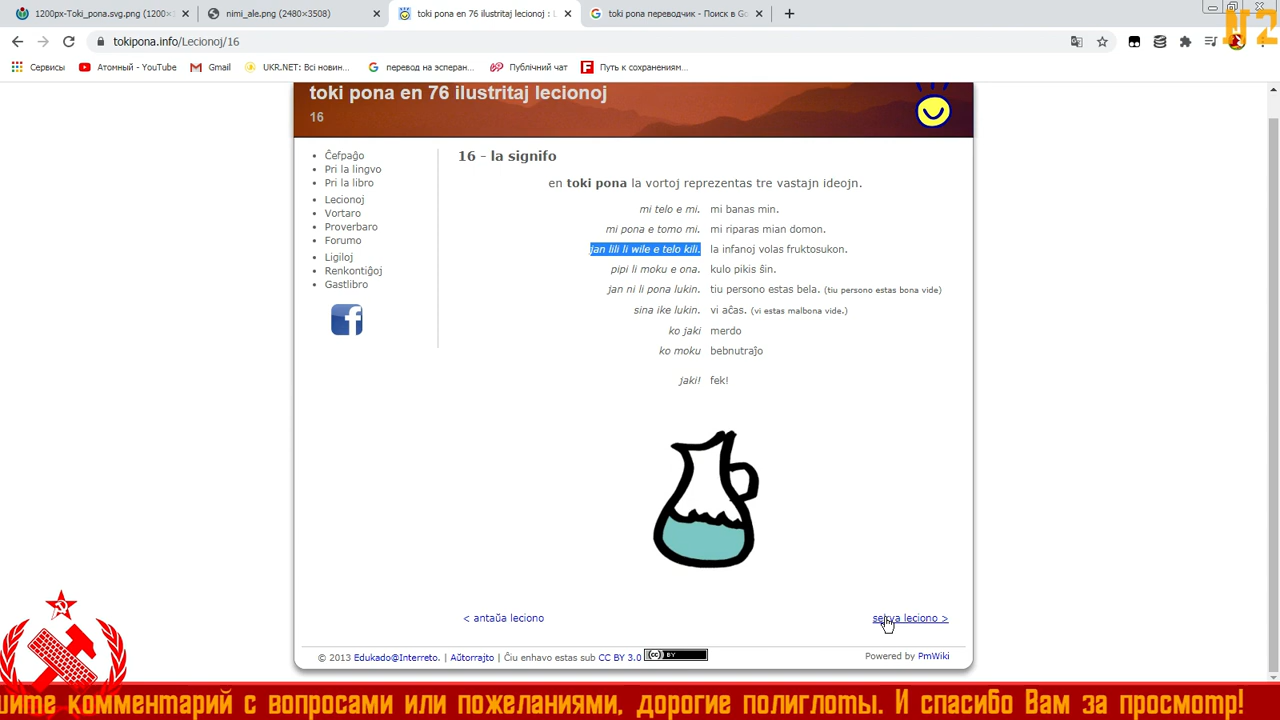 1200px-Toki_pona.svg.png (1200×1
nimi_ale.png (2480×3508)
toki pona en 76 ilustritaj lecionoj : L
toki pona переводчик - Поиск в Go
N2
tokipona.info/Lecionoj/16
Сервисы
Атомный - YouTube
Gmail
UKR.NET: Всі новин...
перевод на эсперан...
Публічний чат
Путь к сохранениям...
toki pona en 76 ilustritaj lecionoj
16
Ĉefpaĝo
Pri la lingvo
Pri la libro
Lecionoj
Vortaro
Proverbaro
Forumo
Ligiloj
Renkontiĝoj
Gastlibro
16 - la signifo
en toki pona la vortoj reprezentas tre vastajn ideojn.
mi telo e mi. mi banas min.
mi pona e tomo mi. mi riparas mian domon.
jan lili li wile e telo kili. la infanoj volas fruktosukon.
pipi li moku e ona. kulo pikis ŝin.
jan ni li pona lukin. tiu persono estas bela. (tiu persono estas bona vide)
sina ike lukin. vi aĉas. (vi estas malbona vide.)
ko jaki merdo
ko moku bebnutraĵo
jaki! fek!
< antaŭa leciono
sekva leciono >
© 2013 Edukado@Interreto. | Aŭtorrajto | Ĉiu enhavo estas sub CC BY 3.0 (cc) BY
Powered by PmWiki
шите комментарий с вопросами или пожеланиями, дорогие полиглоты. И спасибо Вам за просмотр!